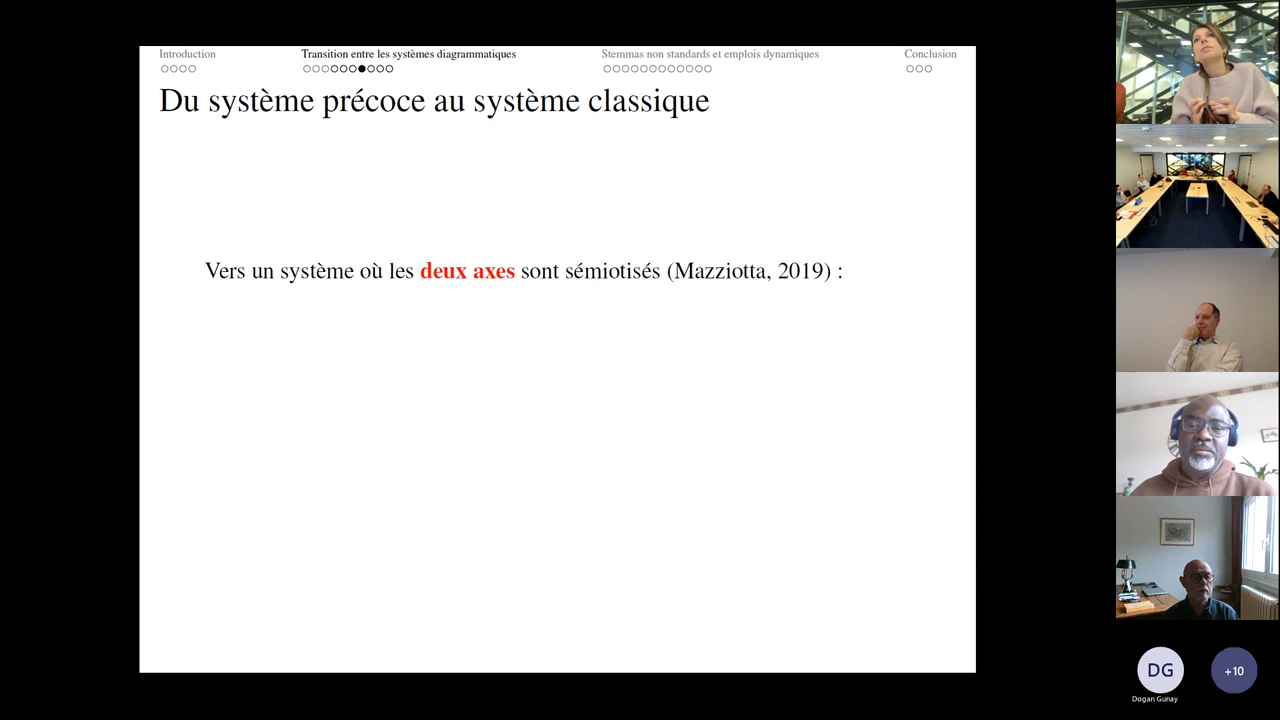 Introduction
Transition entre les systèmes diagrammatiques
Stemmas non standards et emplois dynamiques
Conclusion
Du système précoce au système classique
Vers un système où les deux axes sont sémiotisés (Mazziotta, 2019) :
DG
+10
Dogan Gunay